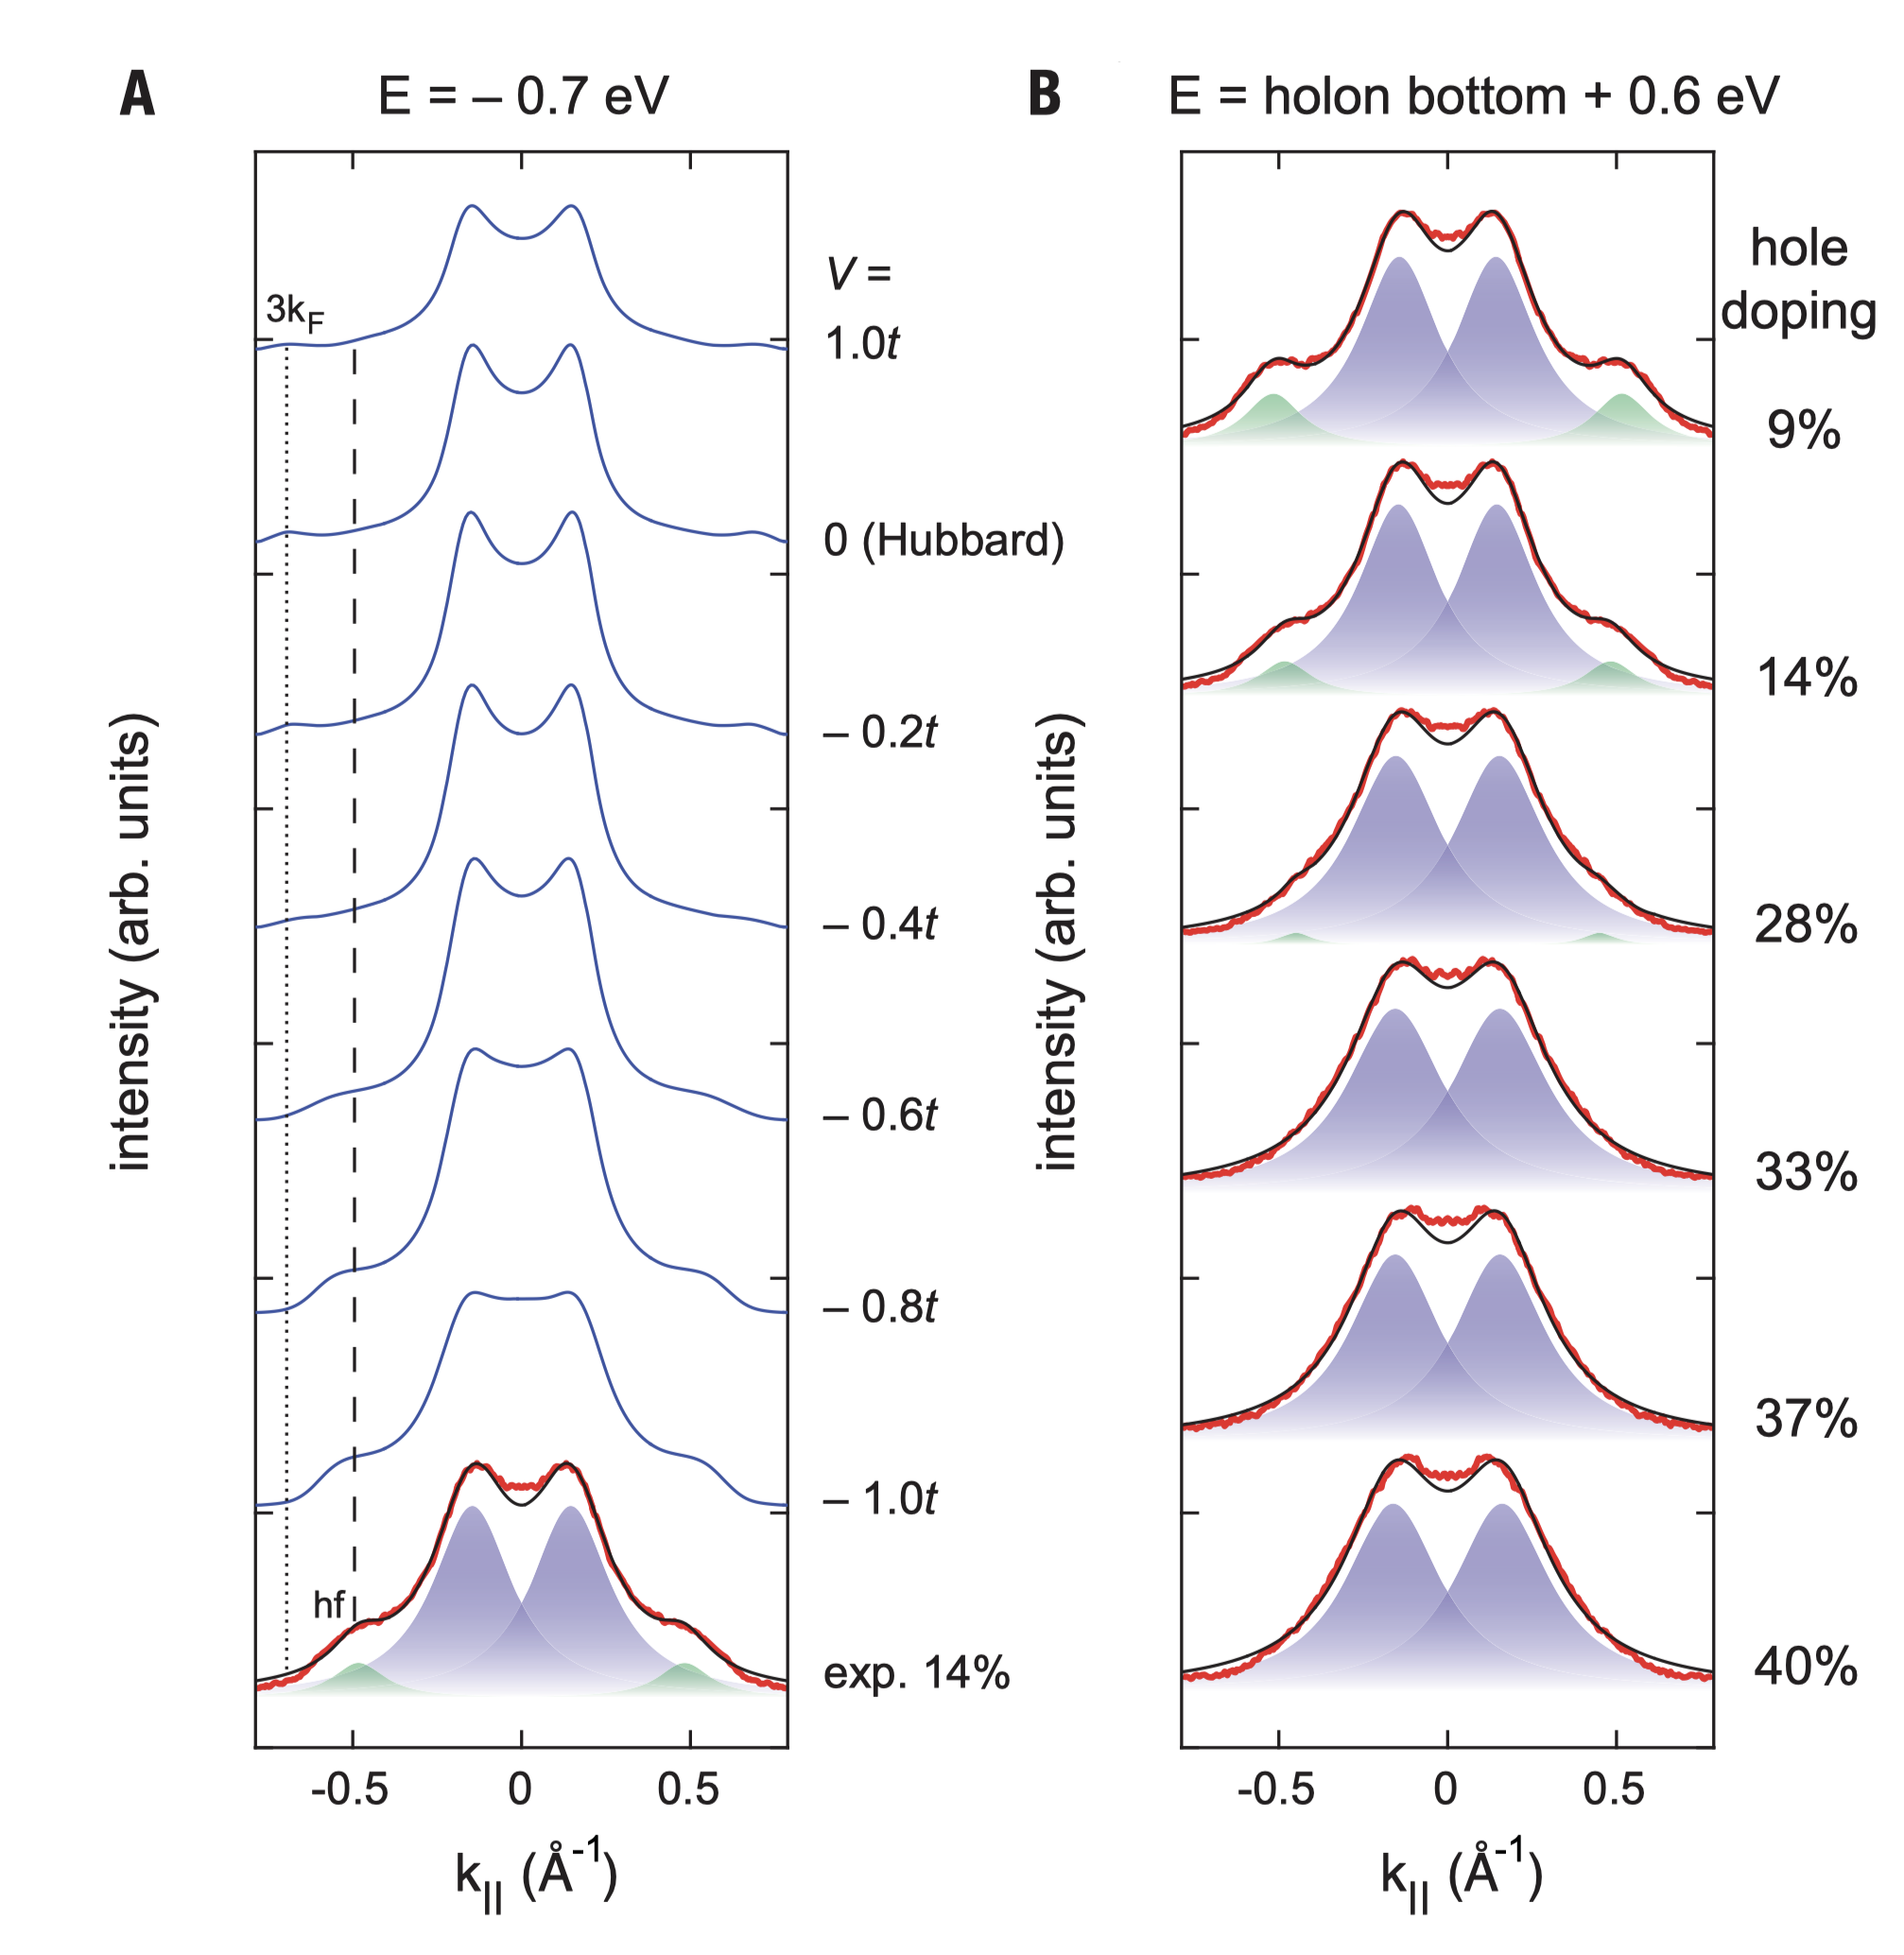 A
E = – 0.7 eV
intensity (arb. units)
3kF
V =
1.0t
0 (Hubbard)
– 0.2t
– 0.4t
– 0.6t
– 0.8t
– 1.0t
hf
exp. 14%
-0.5
0
0.5
k|| (Å-1)
B
E = holon bottom + 0.6 eV
intensity (arb. units)
hole
doping
9%
14%
28%
33%
37%
40%
-0.5
0
0.5
k|| (Å-1)